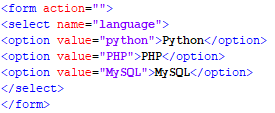 <form action="">
<select name="language">
<option value="python">Python</option>
<option value="PHP">PHP</option>
<option value="MySQL">MySQL</option>
</select>
</form>